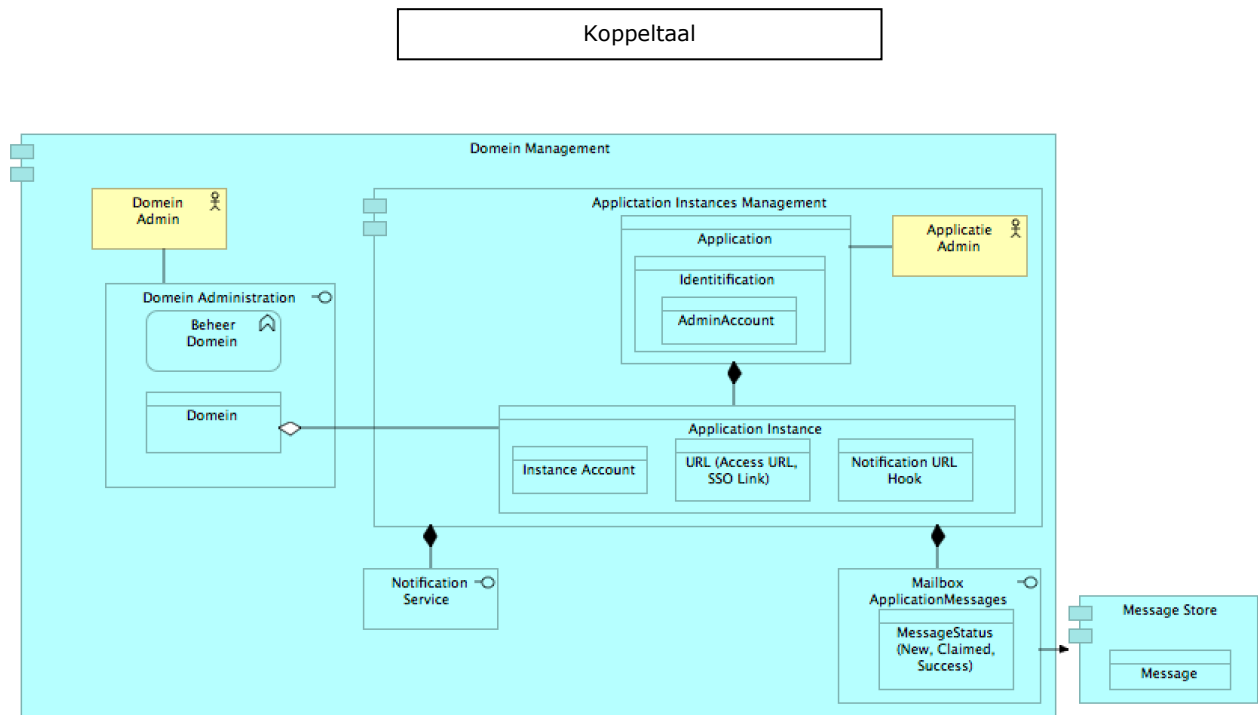 Koppeltaal
Domein Management
Domein
Admin
Domein Administration
Beheer
Domein
Domein
Applictation Instances Management
Application
Identitification
AdminAccount
Applicatie
Admin
Application Instance
Instance Account
URL (Access URL,
SSO Link)
Notification URL
Hook
Notification
Service
Mailbox
ApplicationMessages
MessageStatus
(New, Claimed,
Success)
Message Store
Message